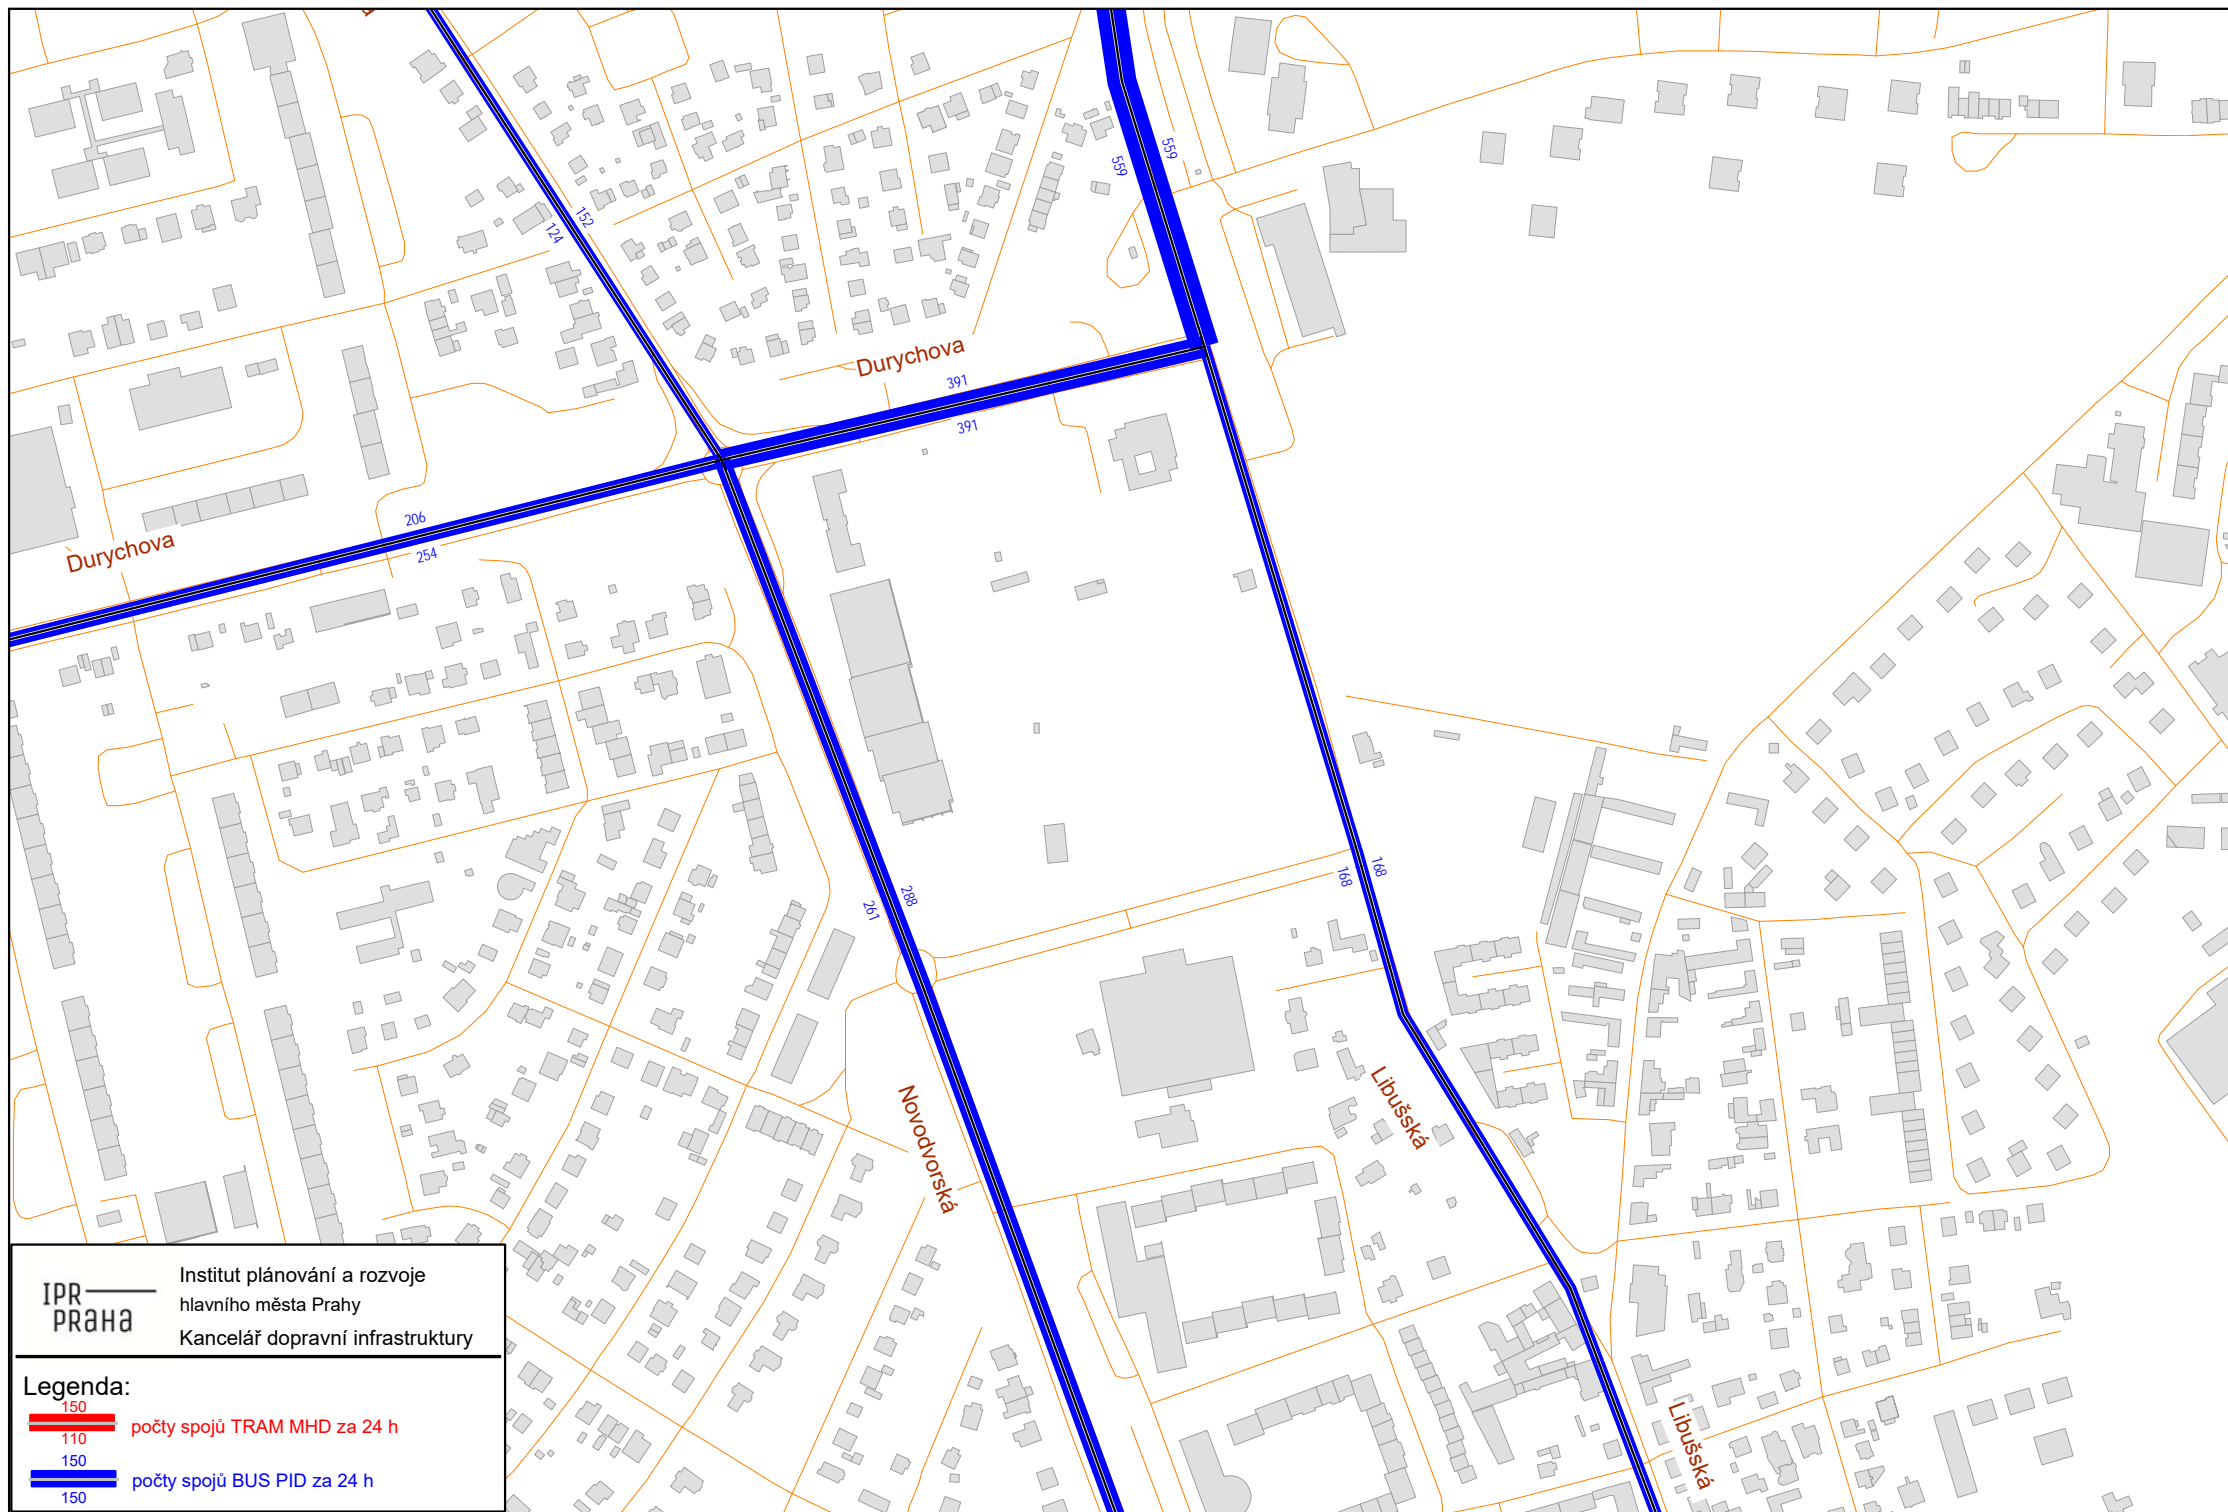 559
559
152
124
Durychova
391
391
206
254
Durychova
168
168
288
261
Novodvorská
Libušská
Libušská
IPR
PRAHA
Institut plánování a rozvoje
hlavního města Prahy
Kancelář dopravní infrastruktury
Legenda:
150
110
počty spojů TRAM MHD za 24 h
150
150
počty spojů BUS PID za 24 h